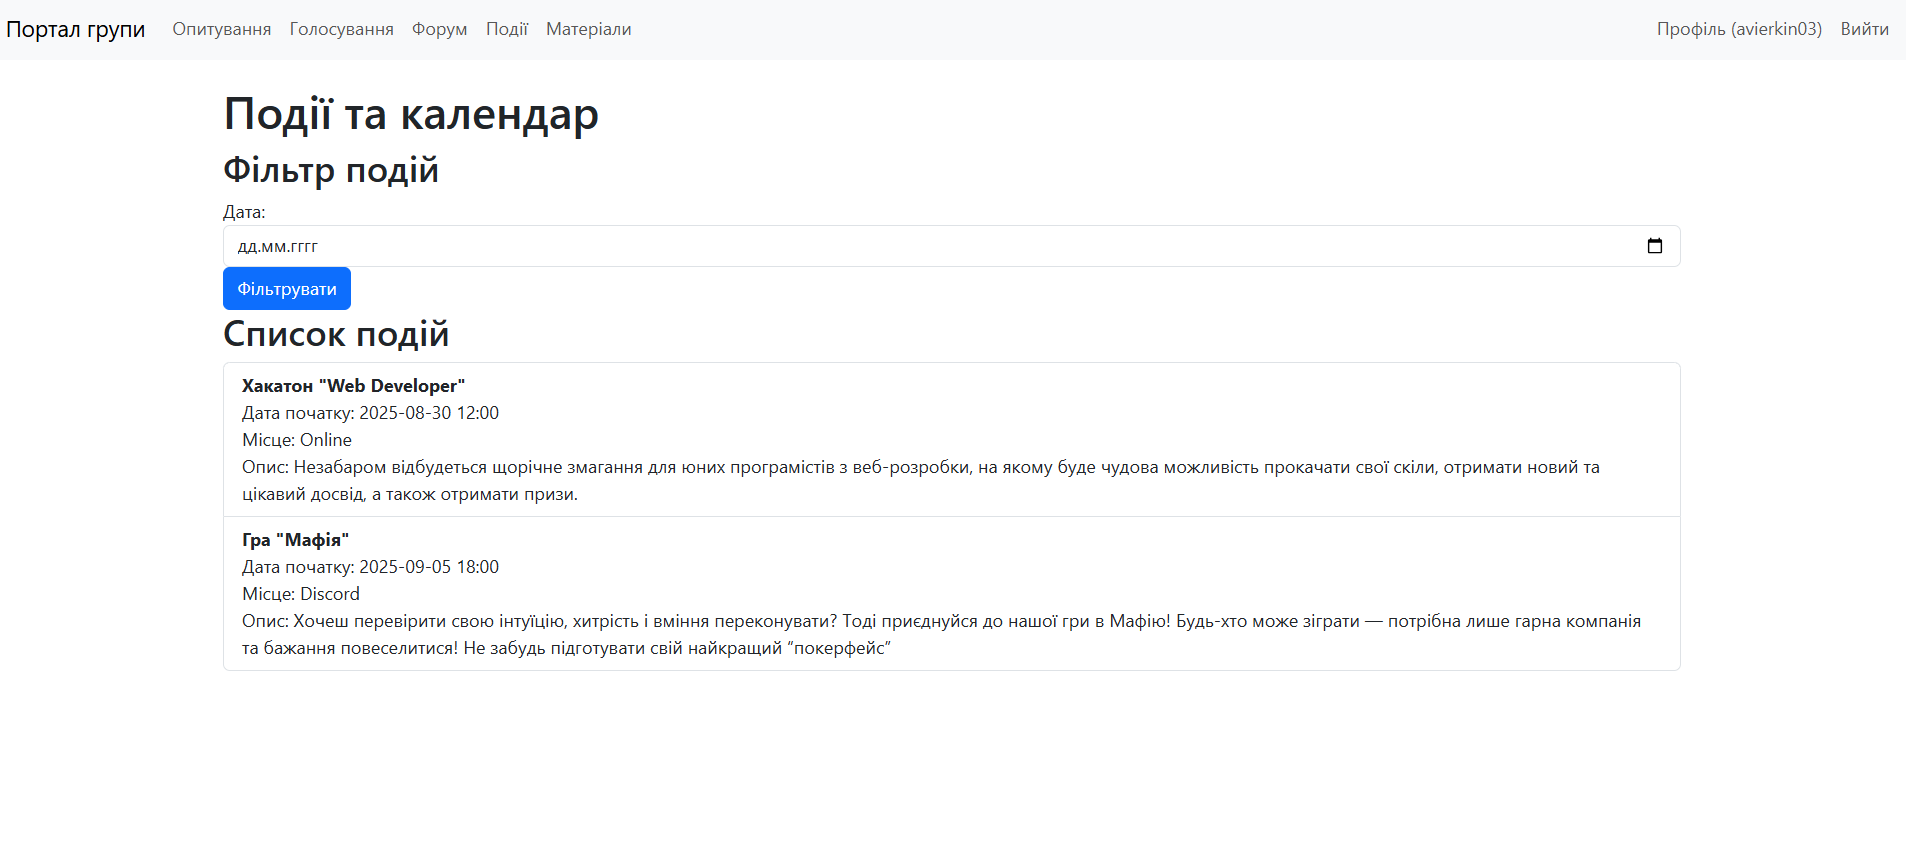 Портал групи Опитування Голосування Форум Події Матеріали Профіль (avierkin03) Вийти
Події та календар
Фільтр подій
Дата:
дд.мм.гггг
Фільтрувати
Список подій
Хакатон "Web Developer"
Дата початку: 2025-08-30 12:00
Місце: Online
Опис: Незабаром відбудеться щорічне змагання для юних програмістів з веб-розробки, на якому буде чудова можливість прокачати свої скіли, отримати новий та
цікавий досвід, а також отримати призи.
Гра "Мафія"
Дата початку: 2025-09-05 18:00
Місце: Discord
Опис: Хочеш перевірити свою інтуїцію, хитрість і вміння переконувати? Тоді приєднуйся до нашої гри в Мафію! Будь-хто може зіграти — потрібна лише гарна компанія
та бажання повеселитися! Не забудь підготувати свій найкращий “покерфейс”